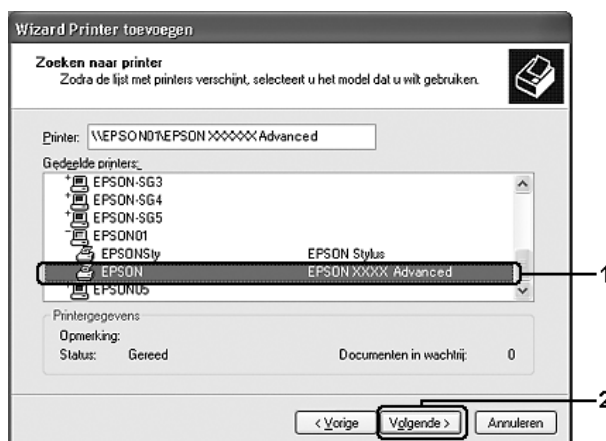 Wizard Printer toevoegen
Zoeken naar printer
Zodra de lijst met printers verschijnt, selecteert u het model dat u wilt gebruiken.
Printer: \\EPSON01\EPSON XXXXXX Advanced
Gedeelde printers:
EPSON-SG3
EPSON-SG4
EPSON-SG5
EPSON01
EPSONSty EPSON Stylus
EPSON EPSON XXXX Advanced 1
EPSON05
Printergegevens
Opmerking:
Status: Gereed Documenten in wachtrij: 0
2
< Vorige Volgende > Annuleren